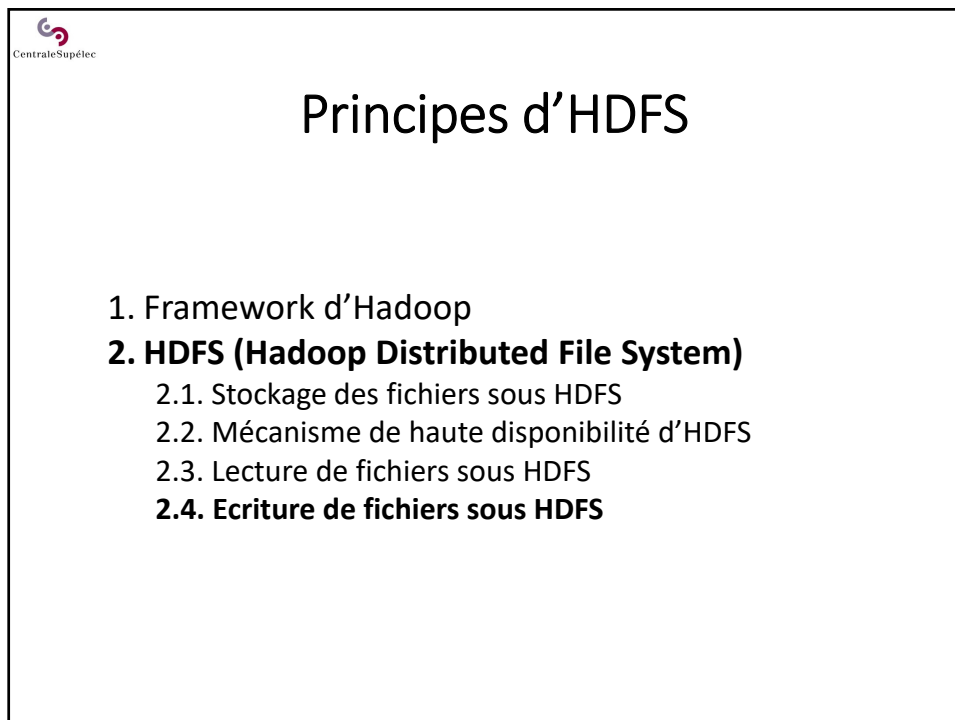 CentraleSupélec
Principes d’HDFS
1. Framework d’Hadoop
2. HDFS (Hadoop Distributed File System)
2.1. Stockage des fichiers sous HDFS
2.2. Mécanisme de haute disponibilité d’HDFS
2.3. Lecture de fichiers sous HDFS
2.4. Ecriture de fichiers sous HDFS